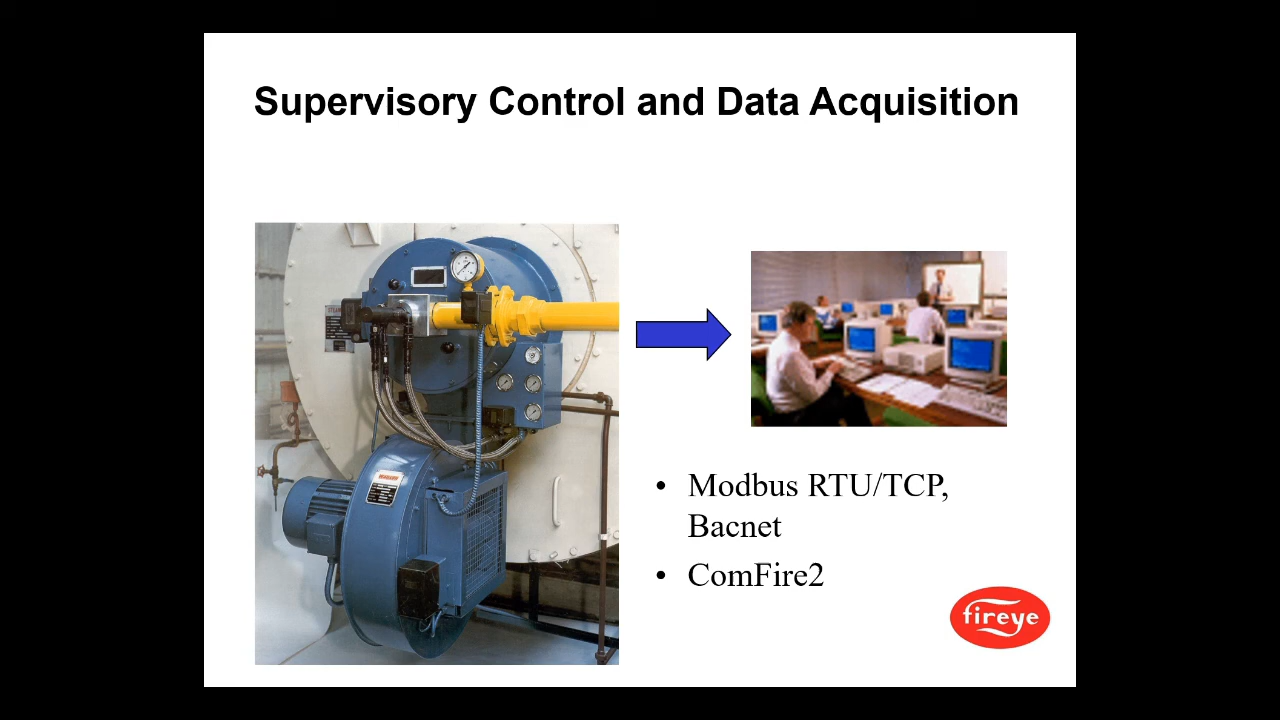 Supervisory Control and Data Acquisition
• Modbus RTU/TCP,
Bacnet
• ComFire2
fireye